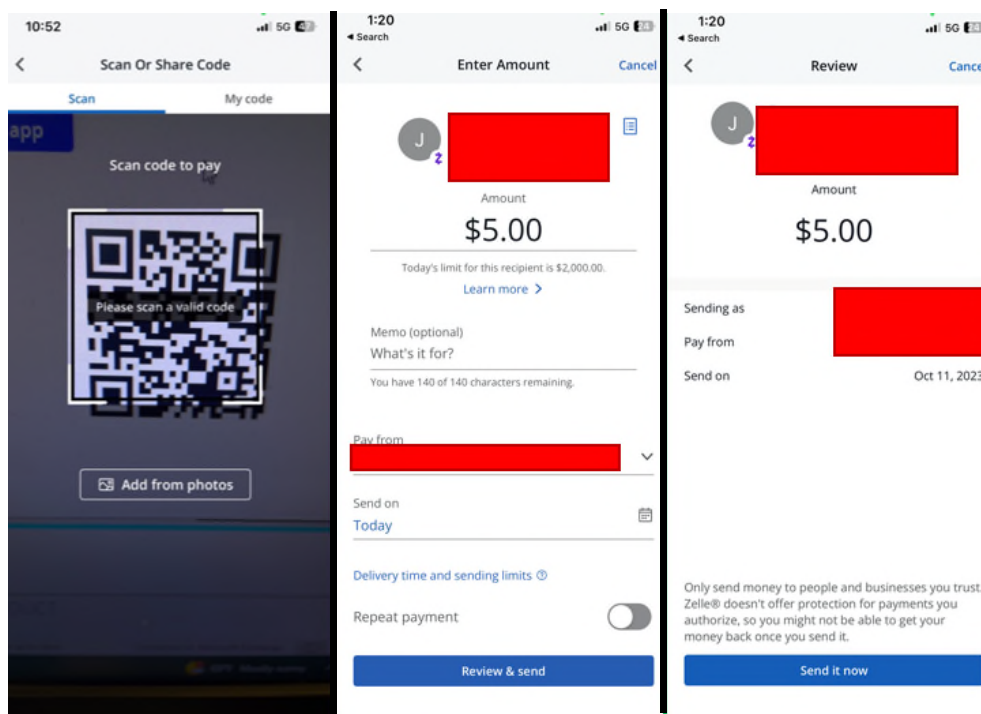 10:52
5G
Scan Or Share Code
Scan
My code
app
Scan code to pay
Please scan a valid code
Add from photos
1:20
5G 24
◄ Search
Enter Amount
Cancel
J
Amount
$5.00
Today's limit for this recipient is $2,000.00.
Learn more >
Memo (optional)
What's it for?
You have 140 of 140 characters remaining.
Pay from
Send on
Today
Delivery time and sending limits
Repeat payment
Review & send
1:20
5G
◄ Search
Review
Cance
J
Amount
$5.00
Sending as
Pay from
Send on
Oct 11, 2023
Only send money to people and businesses you trust.
Zelle® doesn't offer protection for payments you
authorize, so you might not be able to get your
money back once you send it.
Send it now